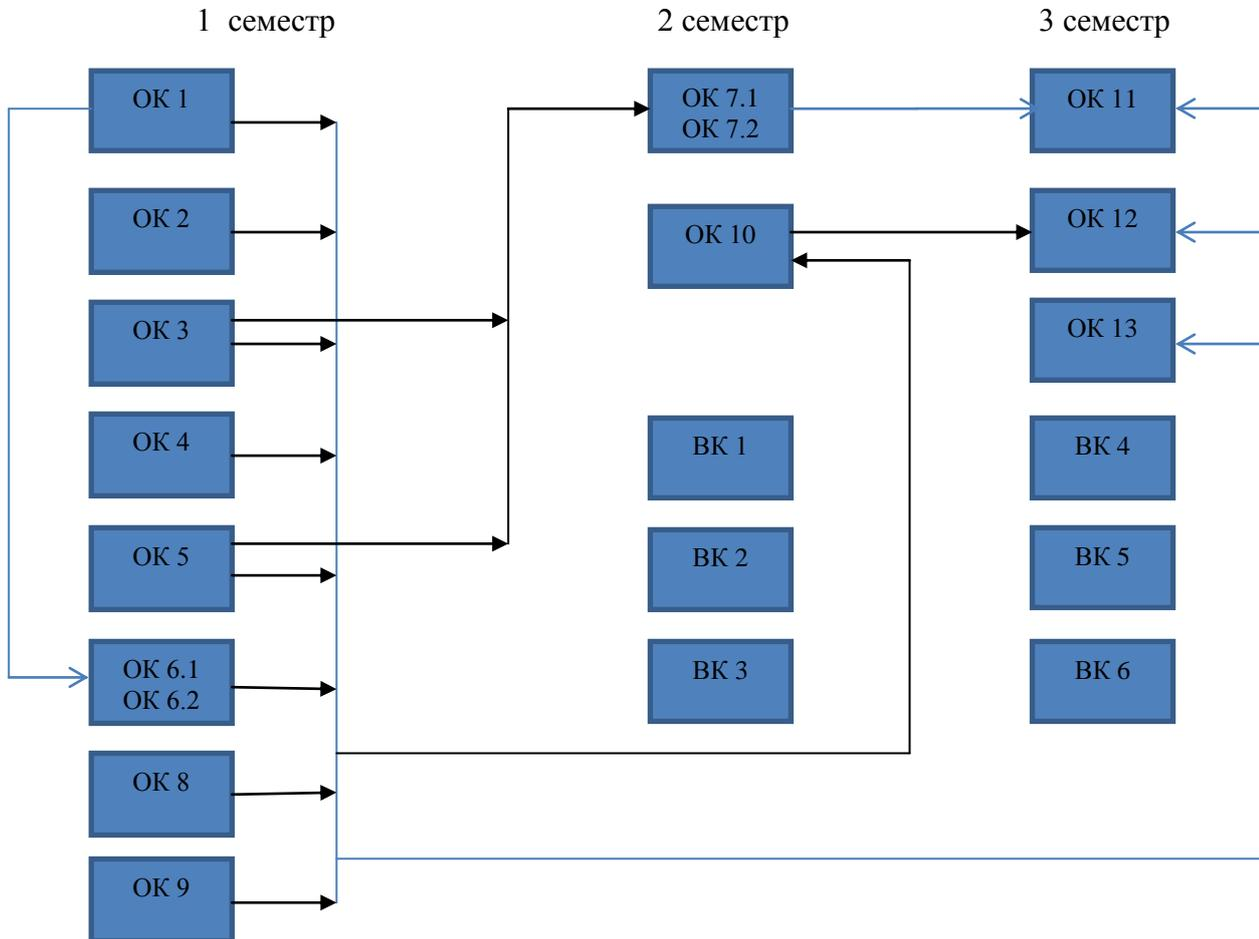 1 семестр
2 семестр
3 семестр
ОК 1
ОК 2
ОК 3
ОК 4
ОК 5
ОК 6.1
ОК 6.2
ОК 8
ОК 9
ОК 7.1
ОК 7.2
ОК 10
ВК 1
ВК 2
ВК 3
ОК 11
ОК 12
ОК 13
ВК 4
ВК 5
ВК 6